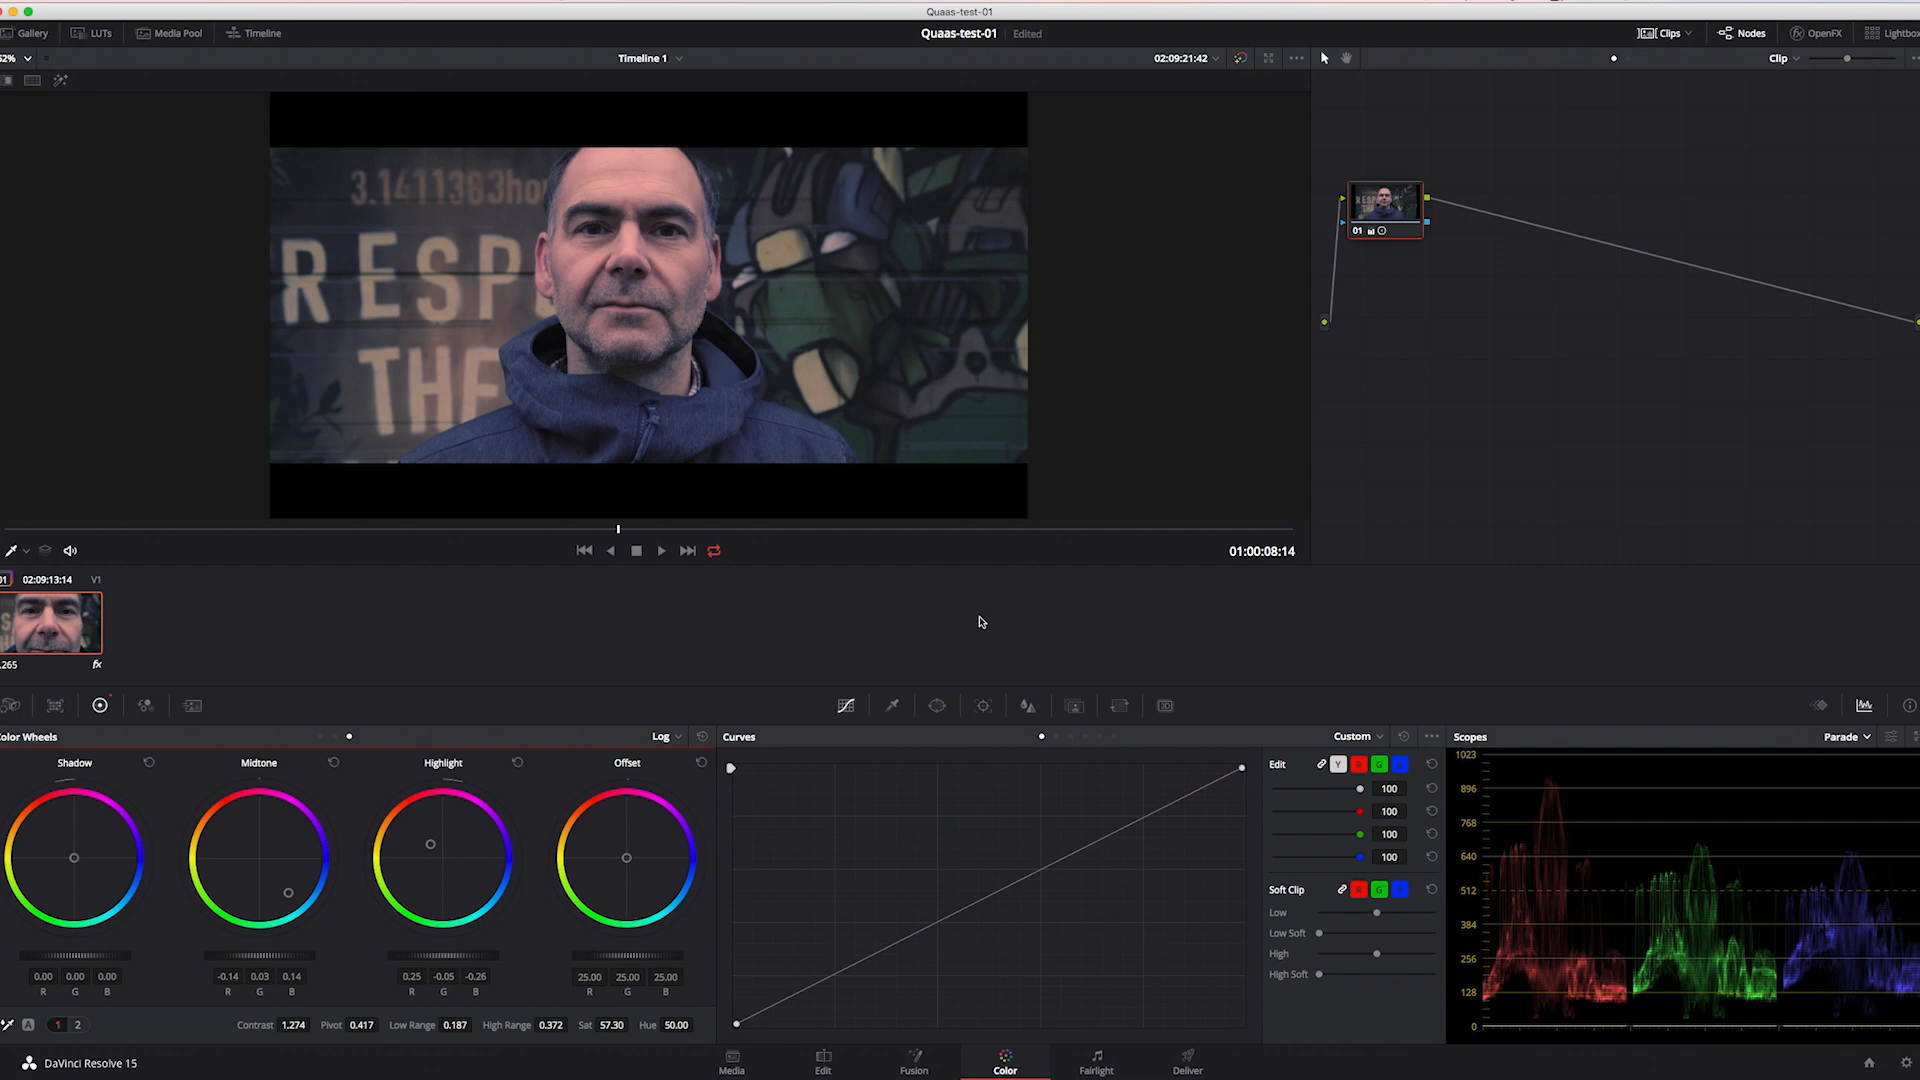 Quaas-test-01
Gallery LUTs Media Pool Timeline Quaas-test-01 Edited Clips Nodes OpenFX Lightbox
52% Timeline 1 02:09:21:42 Clip
3.1411383hou
RESP
THE
01
01:00:08:14
01 02:09:13:14 V1
.265 fx
Color Wheels Log Curves Custom Scopes Parade
Shadow Midtone Highlight Offset
Edit Y R G
100
100
100
100
Soft Clip R G
Low
Low Soft
High
High Soft
1023
896
768
640
512
384
256
128
0
0.00 0.00 0.00 -0.14 0.03 0.14 0.25 -0.05 -0.26 25.00 25.00 25.00
R G B R G B R G B R G B
A 1 2 Contrast 1.274 Pivot 0.417 Low Range 0.187 High Range 0.372 Sat 57.30 Hue 50.00
DaVinci Resolve 15 Media Edit Fusion Color Fairlight Deliver